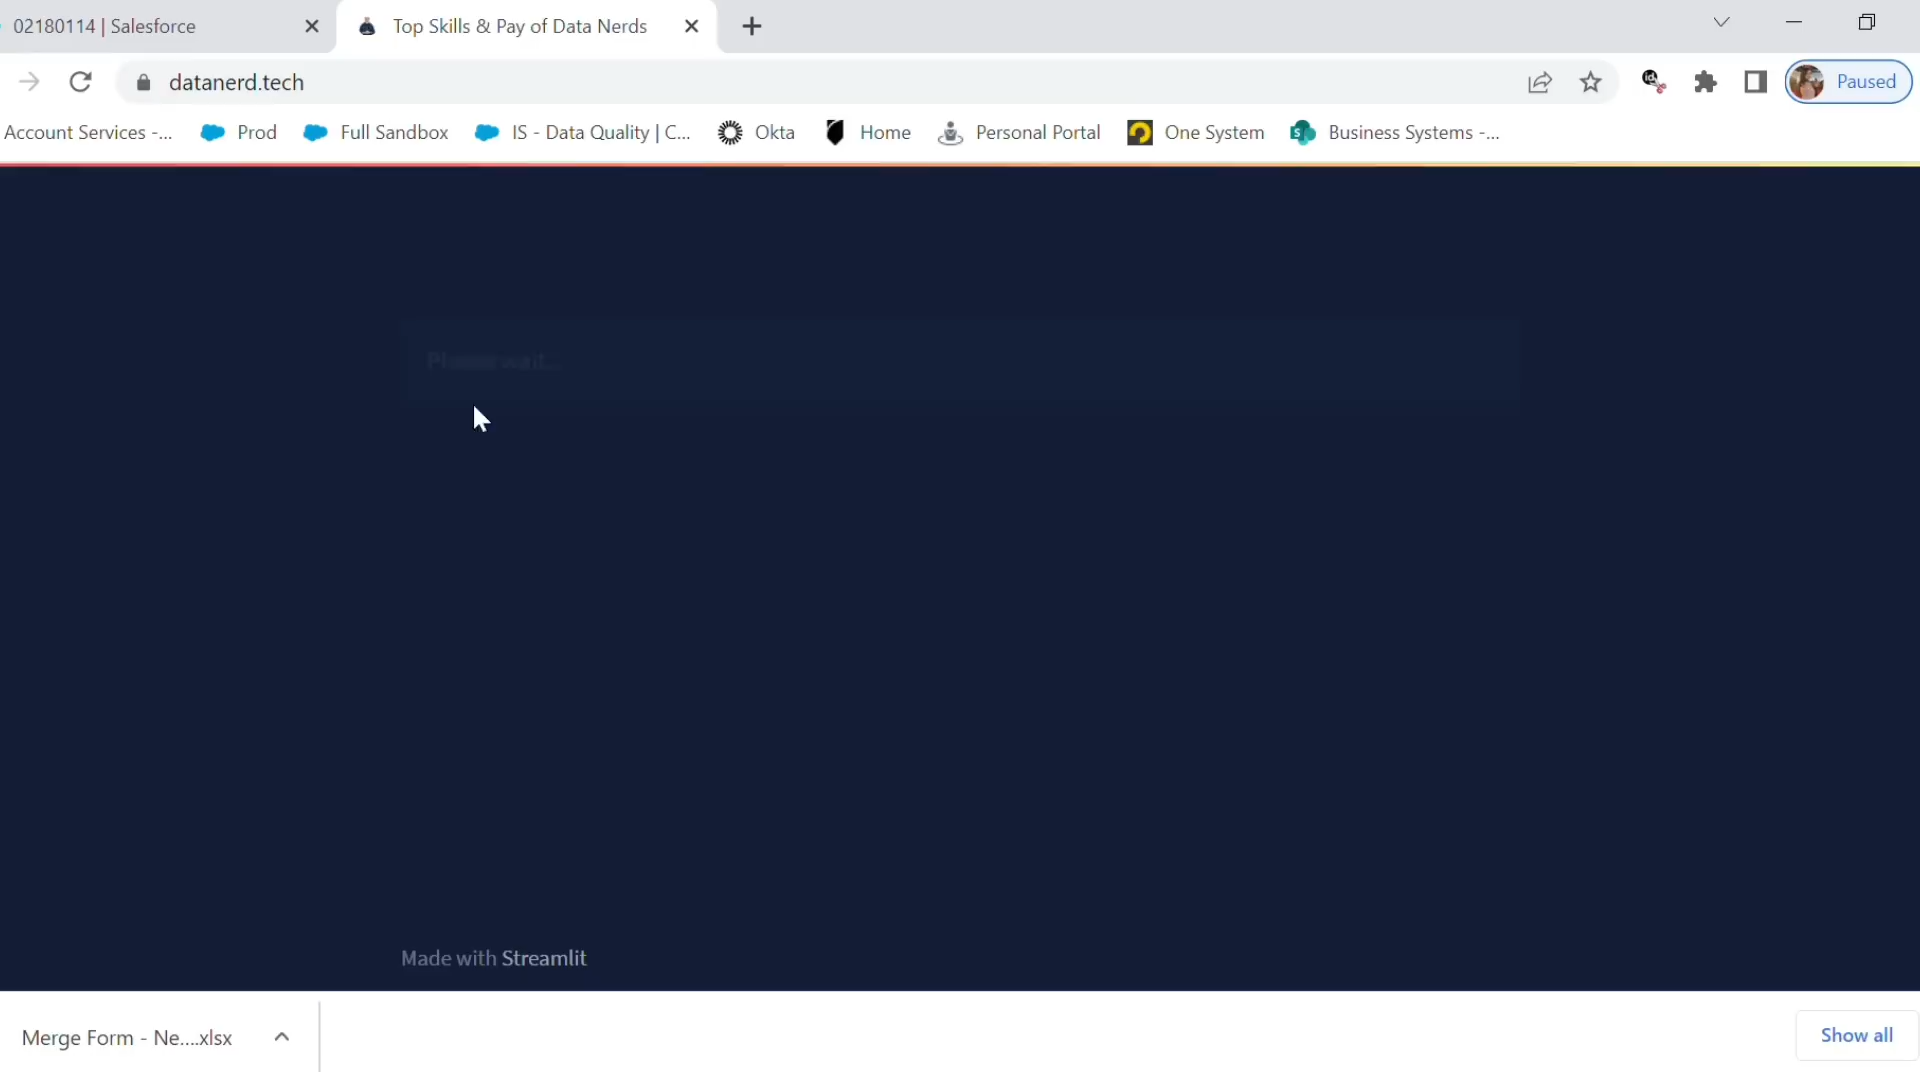 02180114 | Salesforce
Top Skills & Pay of Data Nerds
datanerd.tech
Paused
Account Services -...
Prod
Full Sandbox
IS - Data Quality | C...
Okta
Home
Personal Portal
One System
Business Systems -...
wait...
Made with Streamlit
Merge Form - Ne....xlsx
Show all